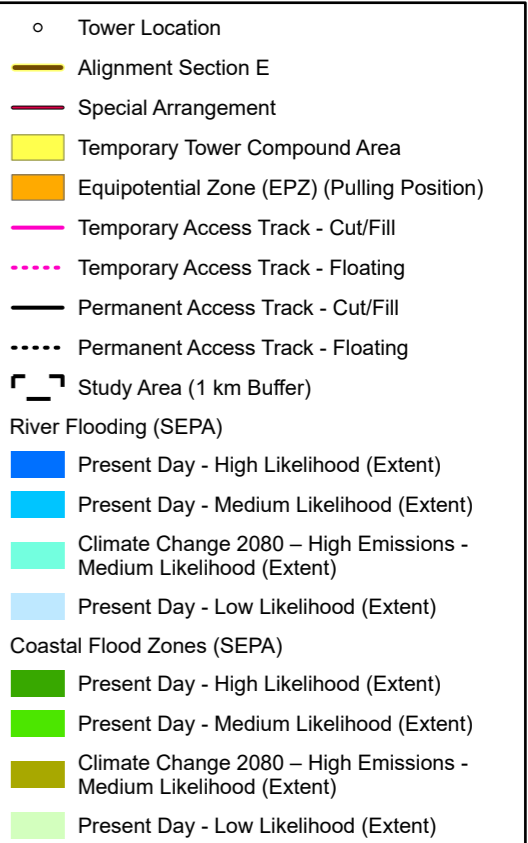 Tower Location
Alignment Section E
Special Arrangement
Temporary Tower Compound Area
Equipotential Zone (EPZ) (Pulling Position)
Temporary Access Track - Cut/Fill
Temporary Access Track - Floating
Permanent Access Track - Cut/Fill
Permanent Access Track - Floating
Study Area (1 km Buffer)
River Flooding (SEPA)
Present Day - High Likelihood (Extent)
Present Day - Medium Likelihood (Extent)
Climate Change 2080 – High Emissions -
Medium Likelihood (Extent)
Present Day - Low Likelihood (Extent)
Coastal Flood Zones (SEPA)
Present Day - High Likelihood (Extent)
Present Day - Medium Likelihood (Extent)
Climate Change 2080 – High Emissions -
Medium Likelihood (Extent)
Present Day - Low Likelihood (Extent)